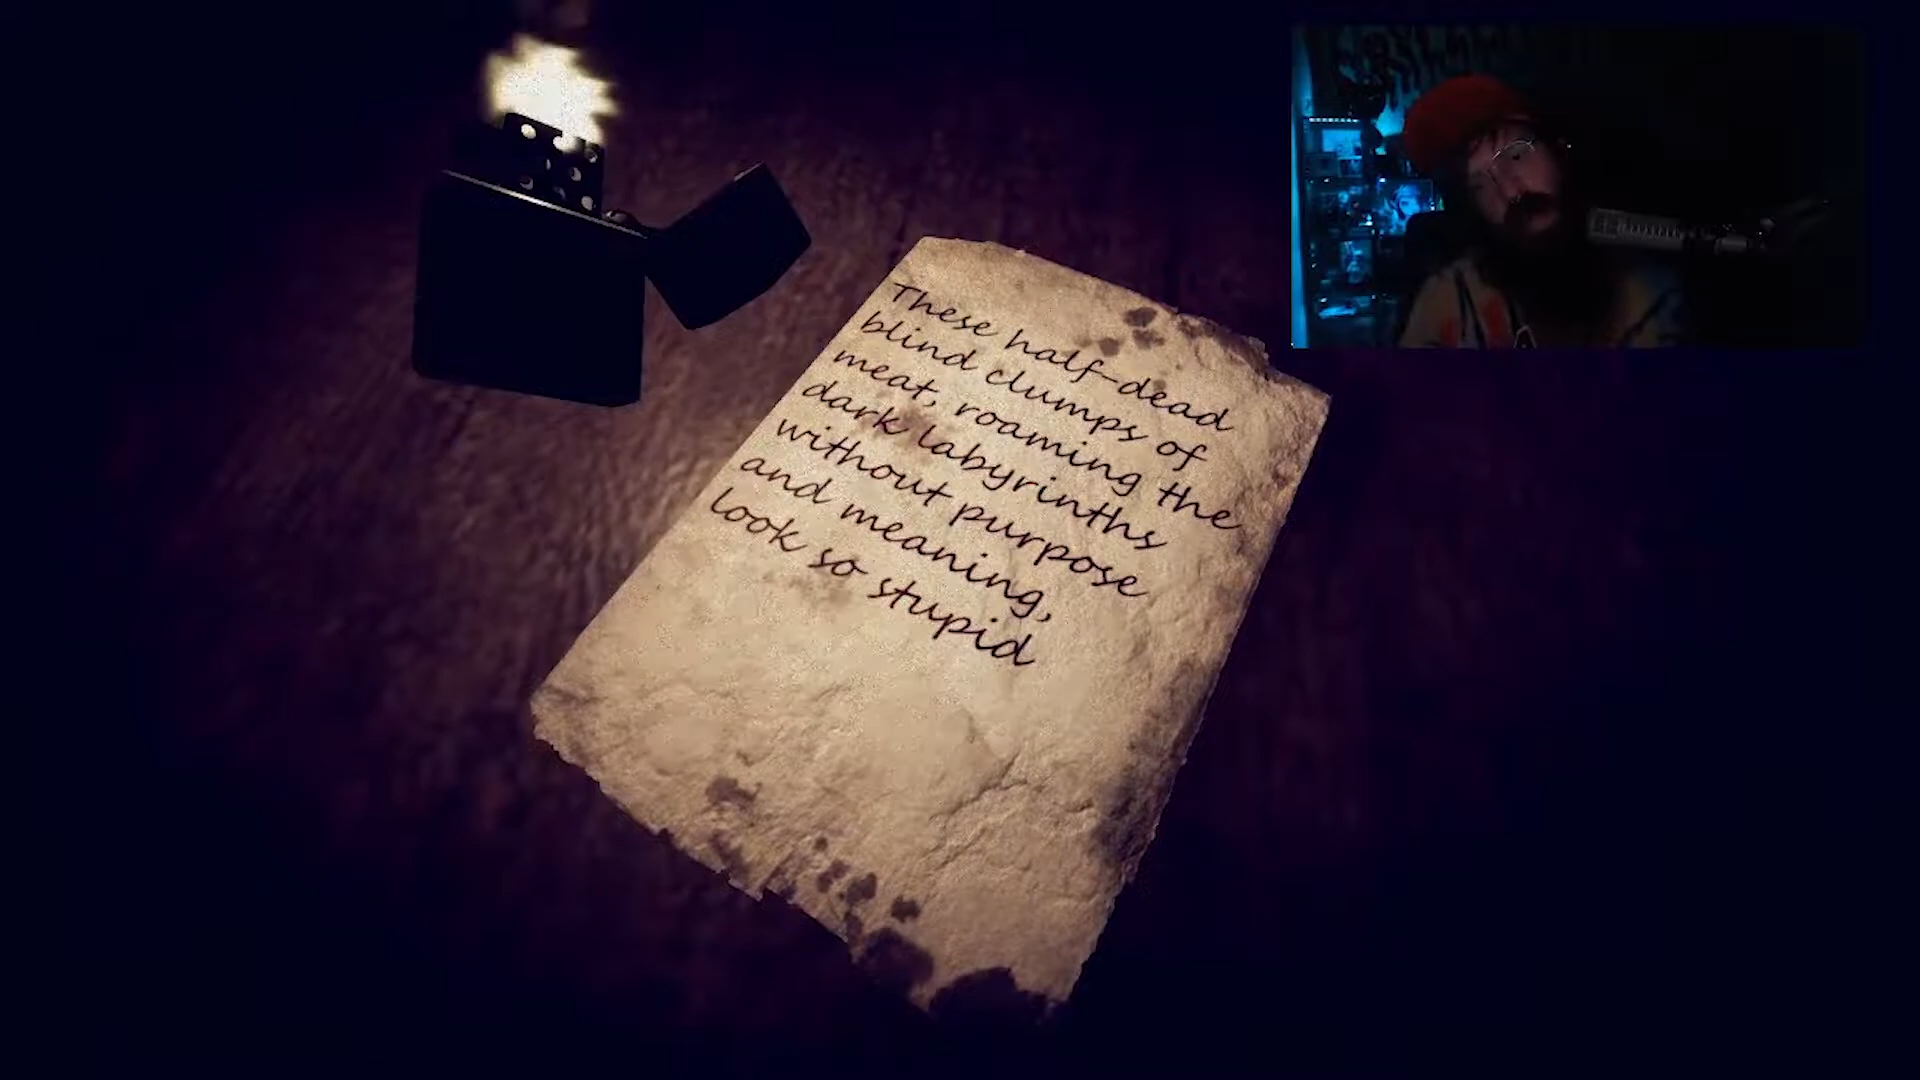 These half-dead
blind clumps of
meat, roaming the
dark labyrinths
without purpose
and meaning,
look so stupid